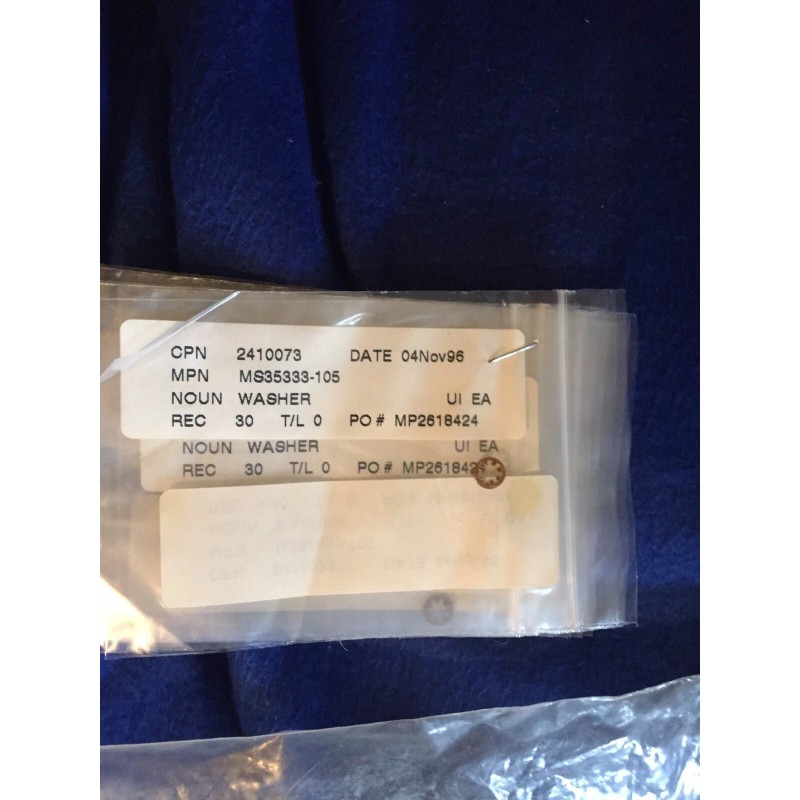 CPN 2410073 DATE 04Nov96
MPN MS35333-105
NOUN WASHER UI EA
REC 30 T/L 0 PO # MP2618424
NOUN WASHER UI EA
REC 30 T/L 0 PO # MP2618424